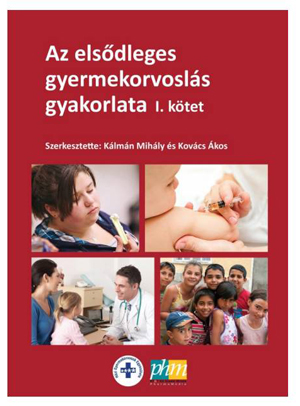 Az elsődleges
gyermekorvoslás
gyakorlata I. kötet
Szerkesztette: Kálmán Mihály és Kovács Ákos
phm